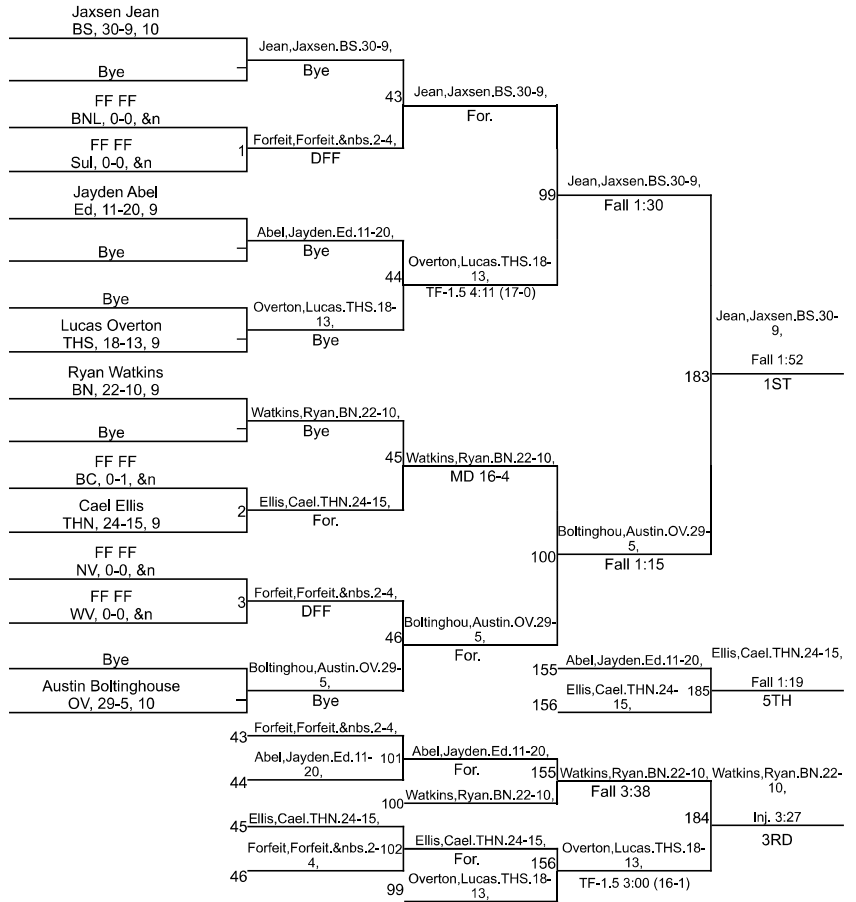 Jaxsen Jean
BS, 30-9, 10
Jean,Jaxsen.BS.30-9,
Bye
Bye
FF FF
BNL, 0-0, &n
43
Jean,Jaxsen.BS.30-9,
For.
FF FF
Sul, 0-0, &n
1
Forfeit,Forfeit.&nbs.2-4,
DFF
Jayden Abel
Ed, 11-20, 9
99
Jean,Jaxsen.BS.30-9,
Fall 1:30
Abel,Jayden.Ed.11-20,
Bye
Bye
44
Overton,Lucas.THS.18-
13,
TF-1.5 4:11 (17-0)
Bye
Lucas Overton
THS, 18-13, 9
Overton,Lucas.THS.18-
13,
Bye
Jean,Jaxsen.BS.30-
9,
Fall 1:52
183
1ST
Ryan Watkins
BN, 22-10, 9
Watkins,Ryan.BN.22-10,
Bye
Bye
45
Watkins,Ryan.BN.22-10,
MD 16-4
FF FF
BC, 0-1, &n
Cael Ellis
THN, 24-15, 9
2
Ellis,Cael.THN.24-15,
For.
100
Boltinghou,Austin.OV.29-
5,
Fall 1:15
FF FF
NV, 0-0, &n
FF FF
WV, 0-0, &n
3
Forfeit,Forfeit.&nbs.2-4,
DFF
46
Boltinghou,Austin.OV.29-
5,
For.
Bye
Austin Boltinghouse
OV, 29-5, 10
Boltinghou,Austin.OV.29-
5,
Bye
155
Abel,Jayden.Ed.11-20,
156
Ellis,Cael.THN.24-
15,
185
Ellis,Cael.THN.24-15,
Fall 1:19
5TH
43
Forfeit,Forfeit.&nbs.2-4,
44
Abel,Jayden.Ed.11-
20,
101
Abel,Jayden.Ed.11-20,
For.
100
Watkins,Ryan.BN.22-10,
155
Watkins,Ryan.BN.22-10,
Fall 3:38
45
Ellis,Cael.THN.24-15,
46
Forfeit,Forfeit.&nbs.2-
4,
102
Ellis,Cael.THN.24-15,
For.
99
Overton,Lucas.THS.18-
13,
156
Overton,Lucas.THS.18-
13,
TF-1.5 3:00 (16-1)
184
Watkins,Ryan.BN.22-
10,
Inj. 3:27
3RD